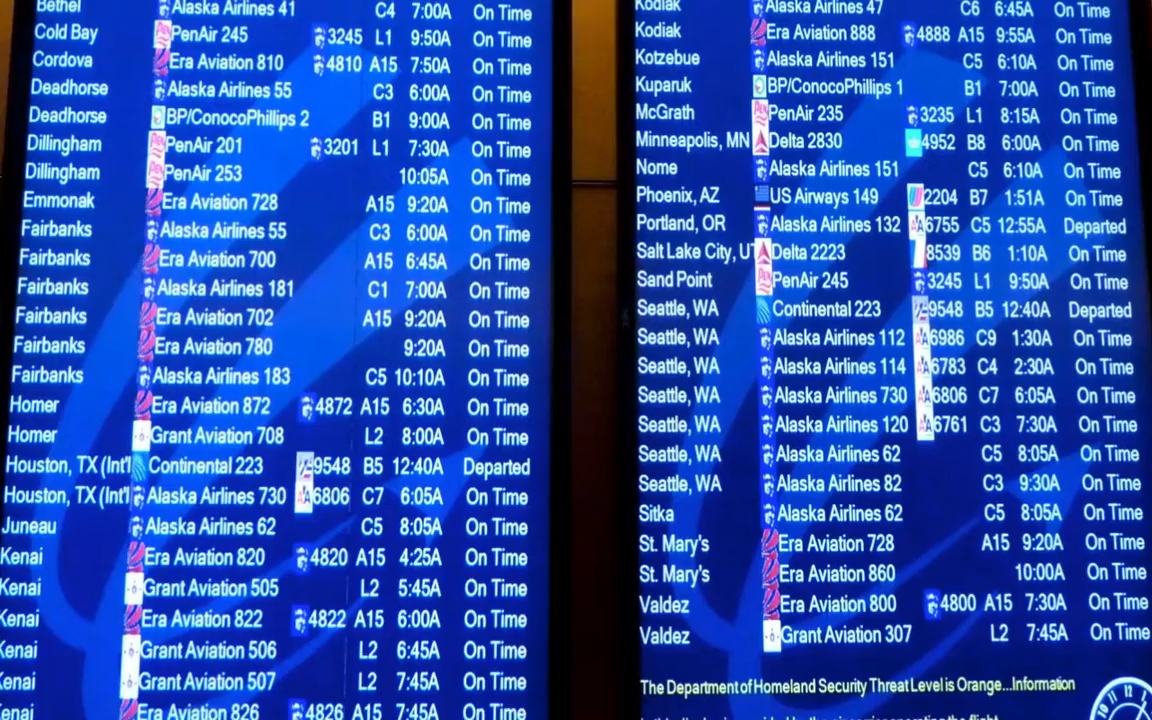 Bethel Alaska Airlines 41 C4 7:00A On Time
Cold Bay PenAir 245 3245 L1 9:50A On Time
Cordova Era Aviation 810 4810 A15 7:50A On Time
Deadhorse Alaska Airlines 55 C3 6:00A On Time
Deadhorse BP/ConocoPhillips 2 B1 9:00A On Time
Dillingham PenAir 201 3201 L1 7:30A On Time
Dillingham PenAir 253 10:05A On Time
Emmonak Era Aviation 728 A15 9:20A On Time
Fairbanks Alaska Airlines 55 C3 6:00A On Time
Fairbanks Era Aviation 700 A15 6:45A On Time
Fairbanks Alaska Airlines 181 C1 7:00A On Time
Fairbanks Era Aviation 702 A15 9:20A On Time
Fairbanks Era Aviation 780 9:20A On Time
Fairbanks Alaska Airlines 183 C5 10:10A On Time
Homer Era Aviation 872 4872 A15 6:30A On Time
Homer Grant Aviation 708 L2 8:00A On Time
Houston, TX (Int'l Continental 223 9548 B5 12:40A Departed
Houston, TX (Int'l Alaska Airlines 730 AA 6806 C7 6:05A On Time
Juneau Alaska Airlines 62 C5 8:05A On Time
Kenai Era Aviation 820 4820 A15 4:25A On Time
Kenai Grant Aviation 505 L2 5:45A On Time
Kenai Era Aviation 822 4822 A15 6:00A On Time
Kenai Grant Aviation 506 L2 6:45A On Time
Kenai Grant Aviation 507 L2 7:45A On Time
Kenai Era Aviation 826 4826 A15 7:45A On Time
Kodiak Alaska Airlines 47 C6 6:45A On Time
Kodiak Era Aviation 888 4888 A15 9:55A On Time
Kotzebue Alaska Airlines 151 C5 6:10A On Time
Kuparuk BP/ConocoPhillips 1 B1 7:00A On Time
McGrath PenAir 235 3235 L1 8:15A On Time
Minneapolis, MN Delta 2830 4952 B8 6:00A On Time
Nome Alaska Airlines 151 C5 6:10A On Time
Phoenix, AZ US Airways 149 2204 B7 1:51A On Time
Portland, OR Alaska Airlines 132 AA 6755 C5 12:55A Departed
Salt Lake City, UT Delta 2223 8539 B6 1:10A On Time
Sand Point PenAir 245 3245 L1 9:50A On Time
Seattle, WA Continental 223 9548 B5 12:40A Departed
Seattle, WA Alaska Airlines 112 AA 6986 C9 1:30A On Time
Seattle, WA Alaska Airlines 114 AA 6783 C4 2:30A On Time
Seattle, WA Alaska Airlines 730 AA 6806 C7 6:05A On Time
Seattle, WA Alaska Airlines 120 AA 6761 C3 7:30A On Time
Seattle, WA Alaska Airlines 62 C5 8:05A On Time
Seattle, WA Alaska Airlines 82 C3 9:30A On Time
Sitka Alaska Airlines 62 C5 8:05A On Time
St. Mary's Era Aviation 728 A15 9:20A On Time
St. Mary's Era Aviation 860 10:00A On Time
Valdez Era Aviation 800 4800 A15 7:30A On Time
Valdez Grant Aviation 307 L2 7:45A On Time
The Department of Homeland Security Threat Level is Orange...Information
10 11 12